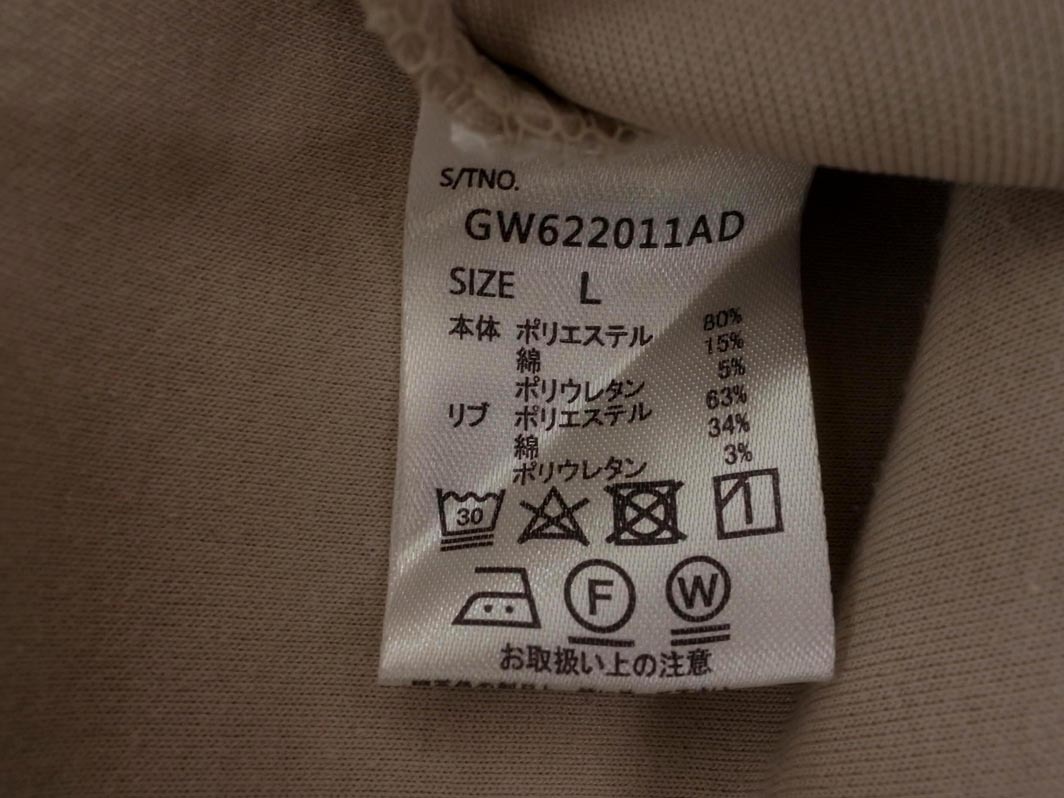 S/TNO.
GW622011AD
SIZE L
本体 ポリエステル 80%
綿 15%
ポリウレタン 5%
リブ ポリエステル 63%
綿 34%
ポリウレタン 3%
30
F W
お取扱い上の注意